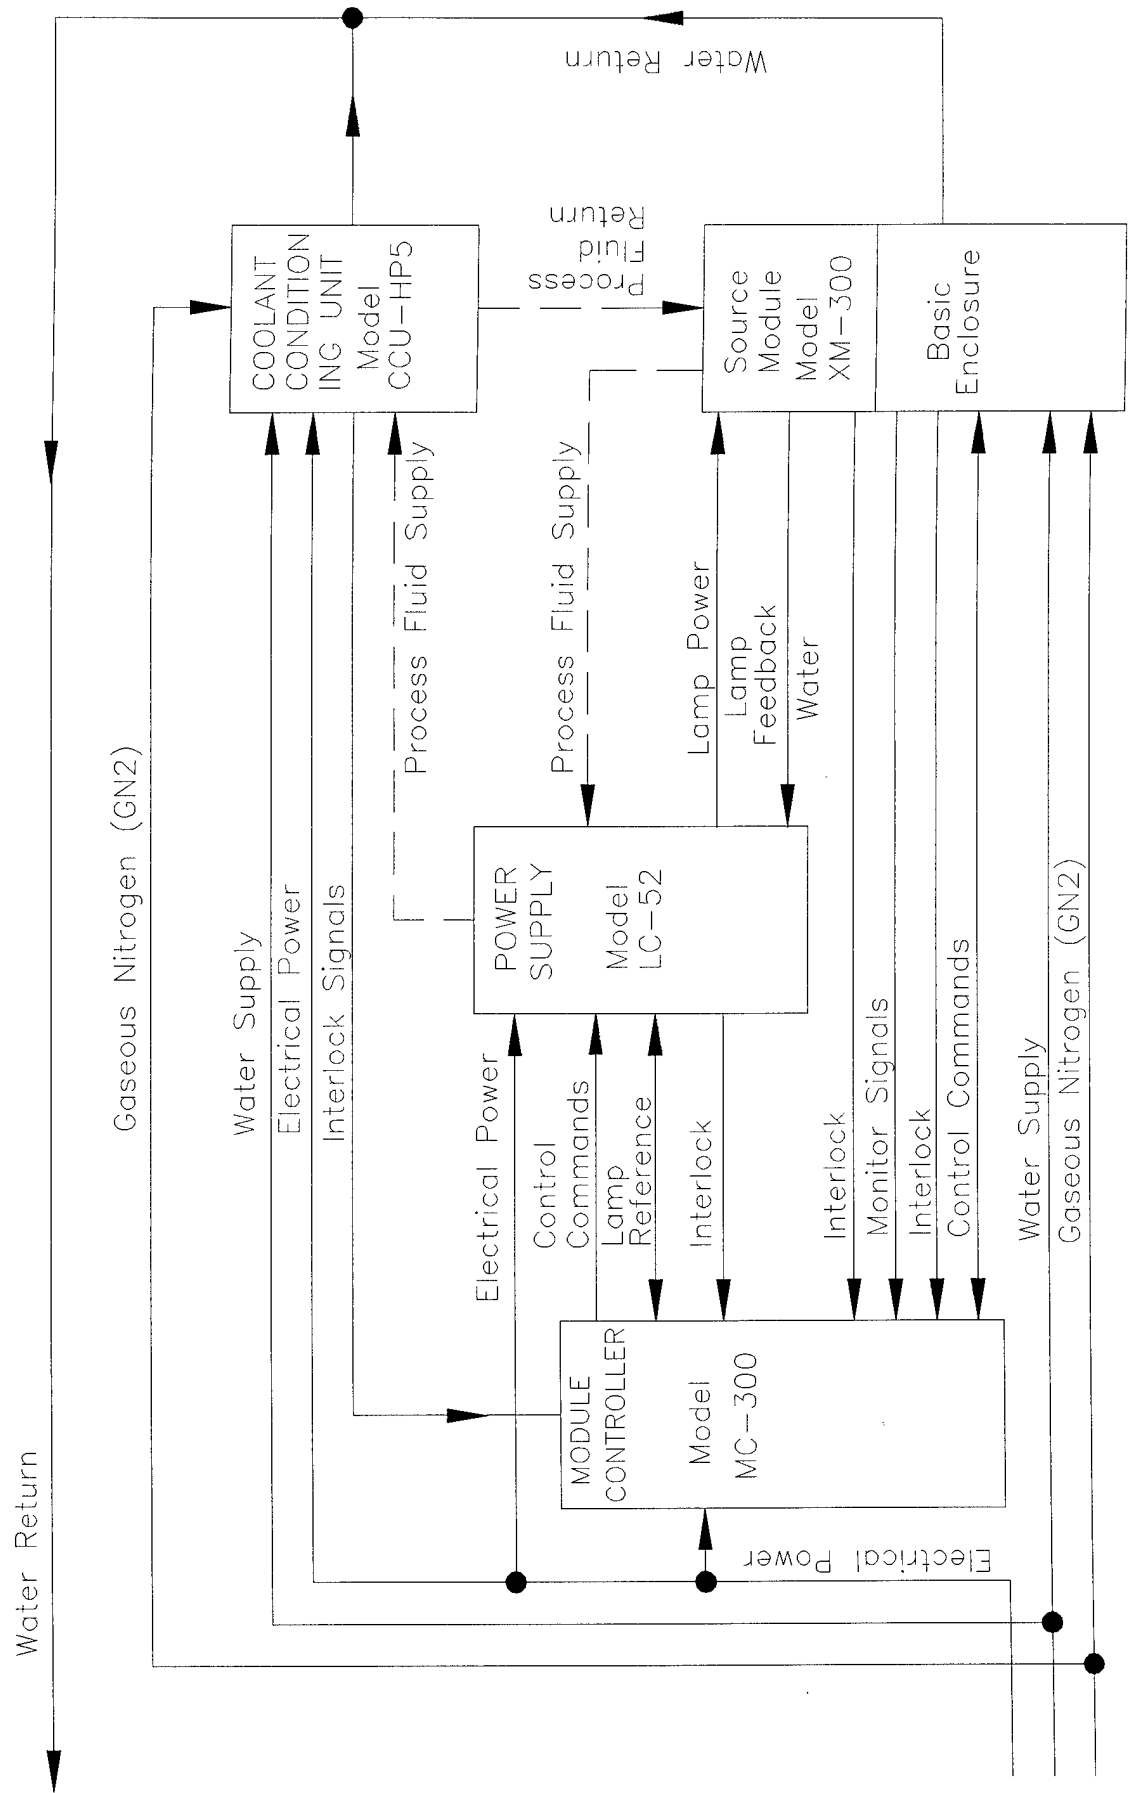 Water Return
Gaseous Nitrogen (GN2)
Water Supply
Electrical Power
Interlock Signals
COOLANT
CONDITION
ING UNIT
Model
CCU-HP5
Water Return
Process Fluid Supply
Process
Fluid
Return
Process Fluid Supply
Electrical Power
Control
Commands
Lamp
Reference
Interlock
POWER
SUPPLY
Model
LC-52
Lamp Power
Lamp
Feedback
Water
Source
Module
Model
XM-300
Basic
Enclosure
MODULE
CONTROLLER
Model
MC-300
Interlock
Monitor Signals
Interlock
Control Commands
Electrical Power
Water Supply
Gaseous Nitrogen (GN2)